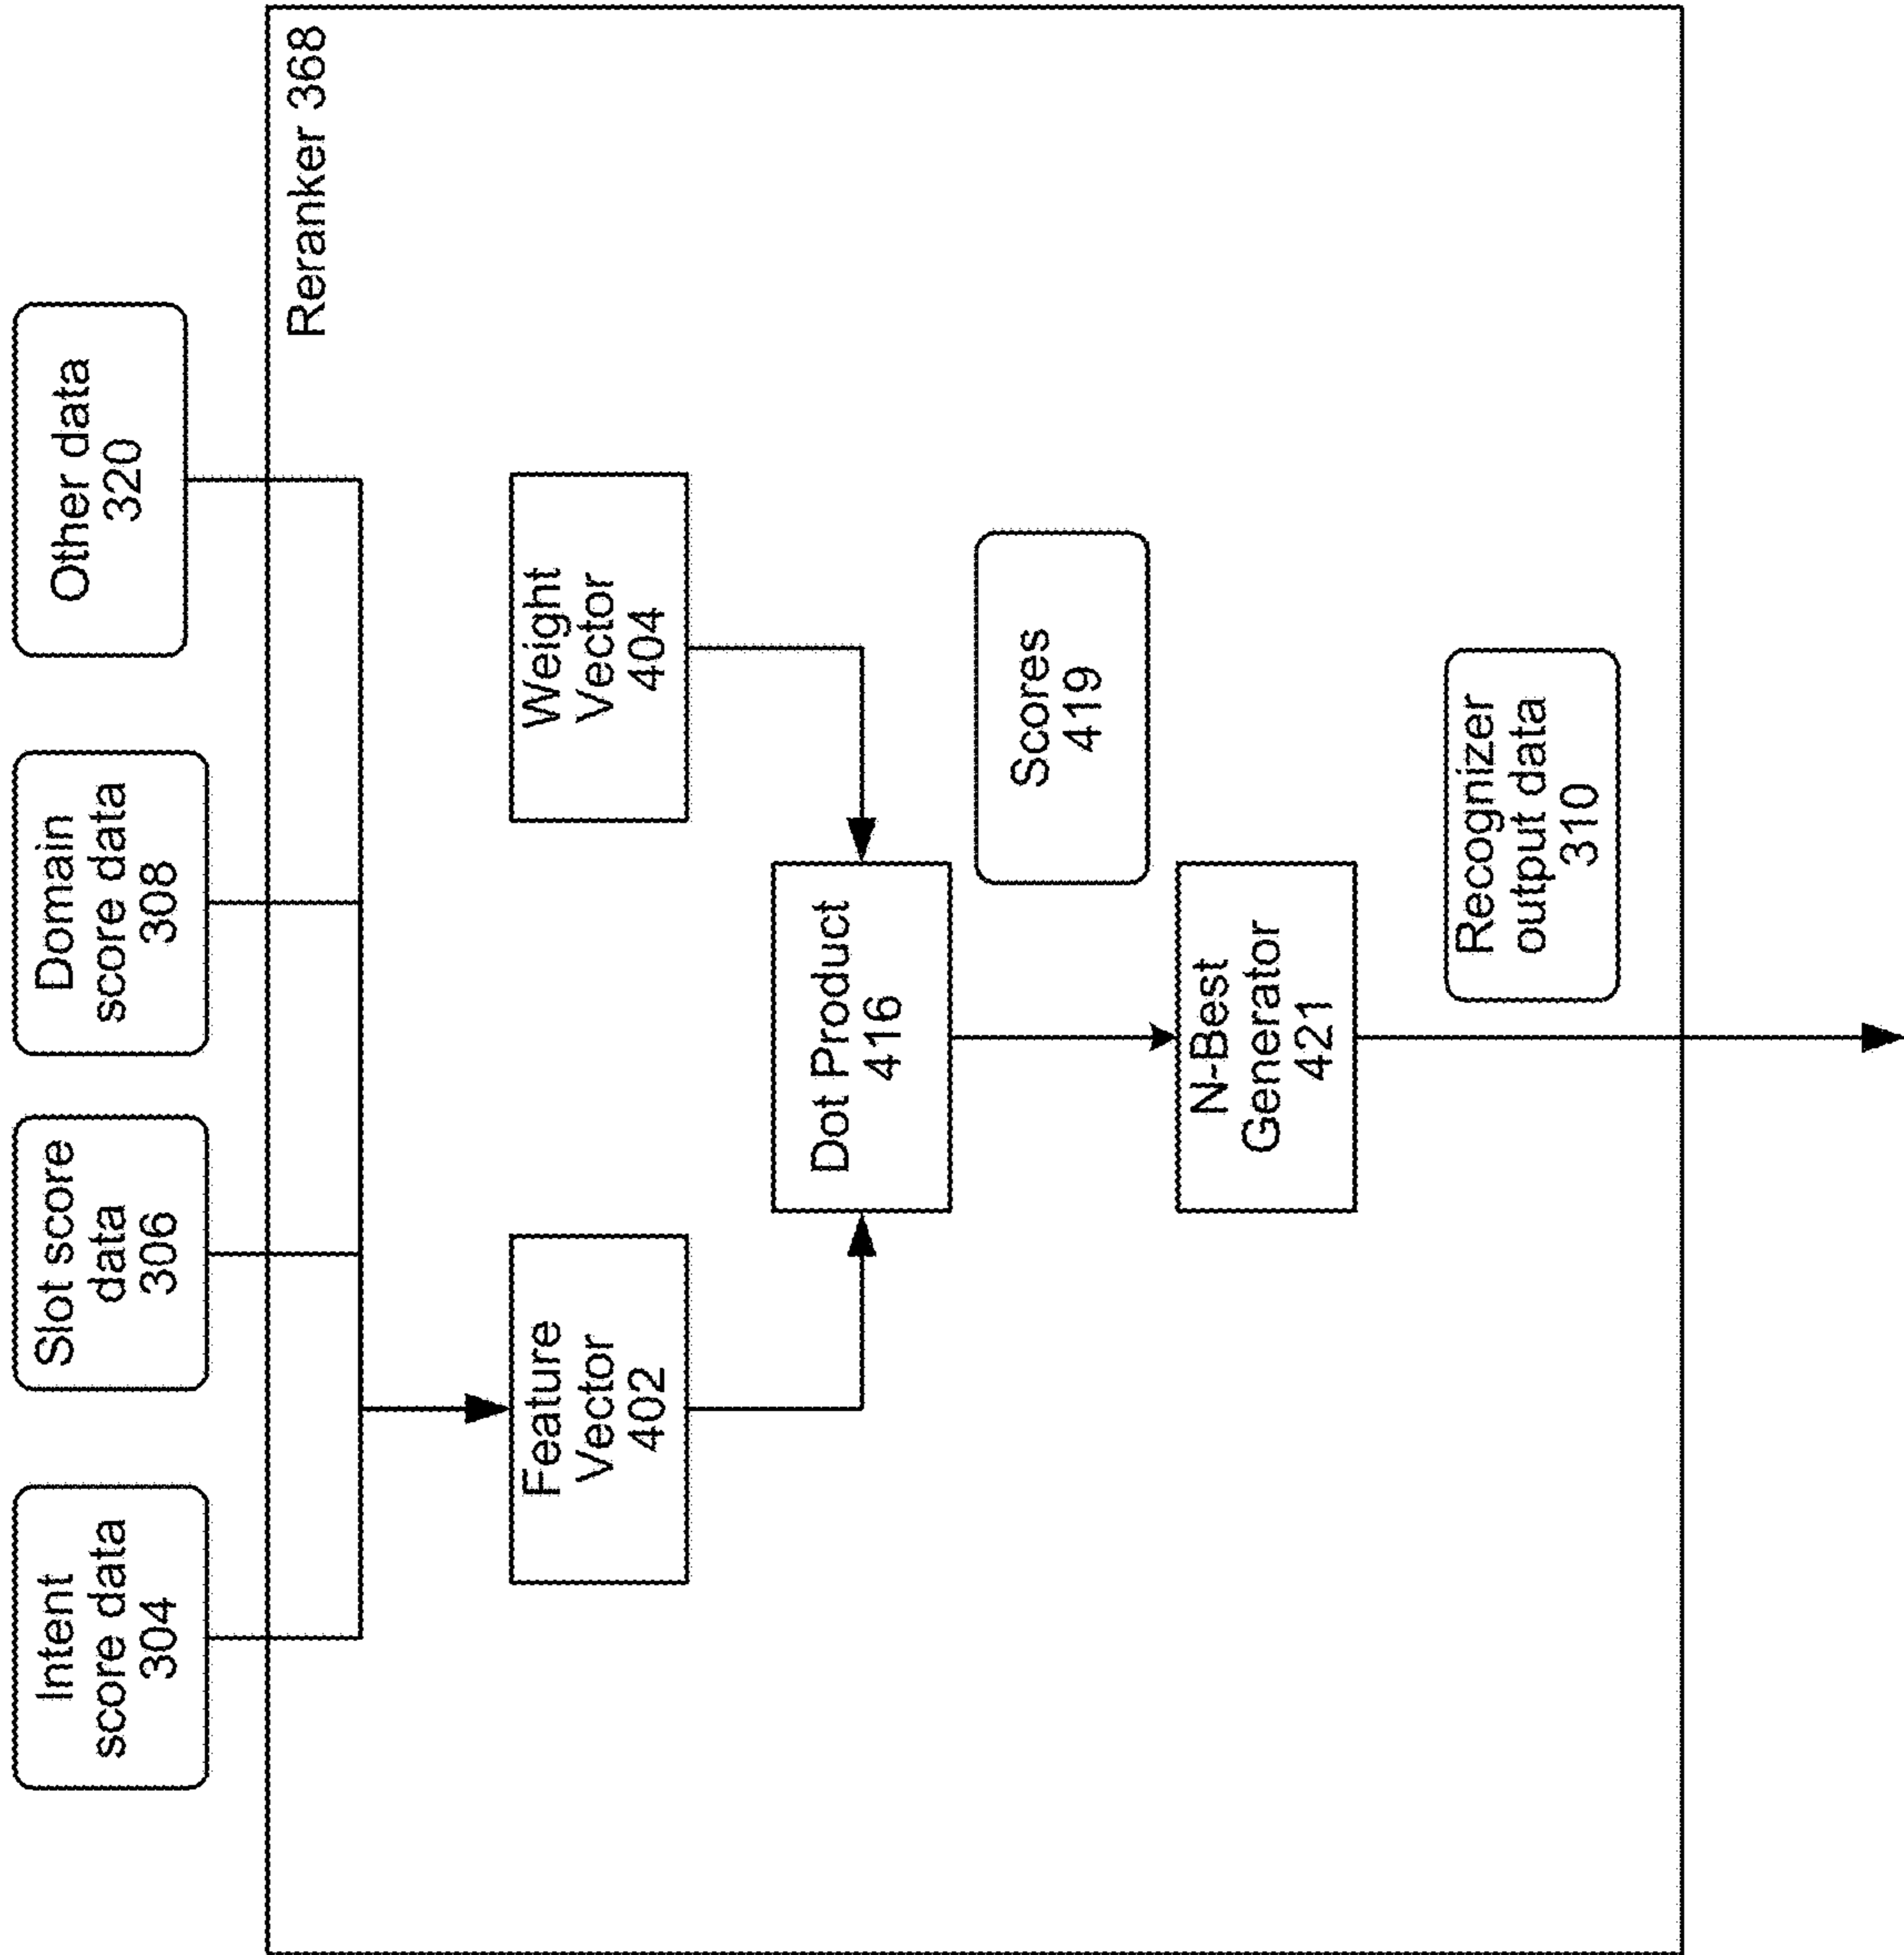 Intent
score data
304
Slot score
data
306
Domain
score data
308
Other data
320
Reranker 368
Feature
Vector
402
Weight
Vector
404
Dot Product
416
Scores
419
N-Best
Generator
421
Recognizer
output data
310